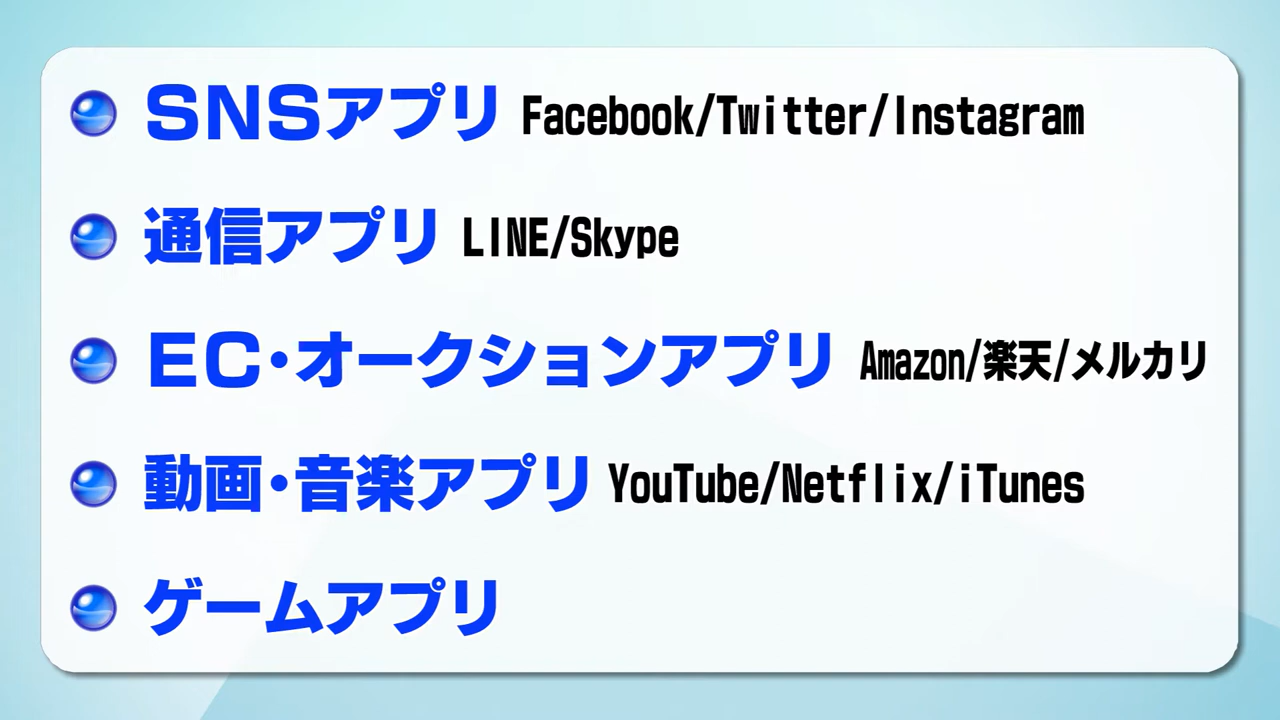 SNSアプリ Facebook/Twitter/Instagram
通信アプリ LINE/Skype
EC・オークションアプリ Amazon/楽天/メルカリ
動画・音楽アプリ YouTube/Netflix/iTunes
ゲームアプリ